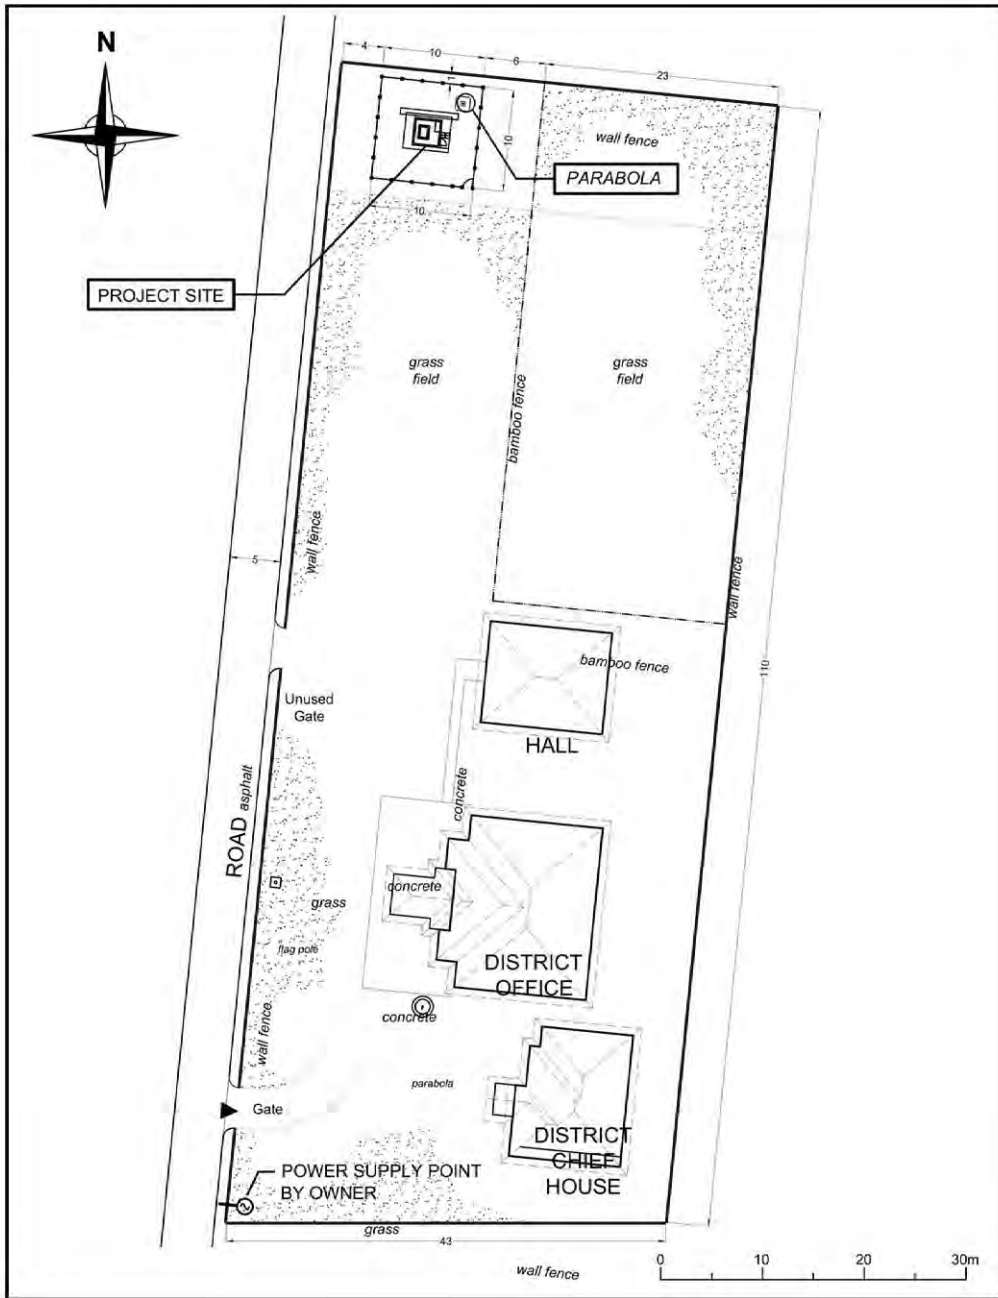 N
4
10
6
23
1
wall fence
10
PARABOLA
10
PROJECT SITE
grass
field
grass
field
bamboo fence
wall fence
5
wall fence
110
bamboo fence
Unused
Gate
HALL
concrete
ROAD asphalt
concrete
grass
flag pole
DISTRICT
OFFICE
concrete
wall fence
parabola
Gate
DISTRICT
CHIEF
HOUSE
POWER SUPPLY POINT
BY OWNER
grass
43
wall fence
0 10 20 30m